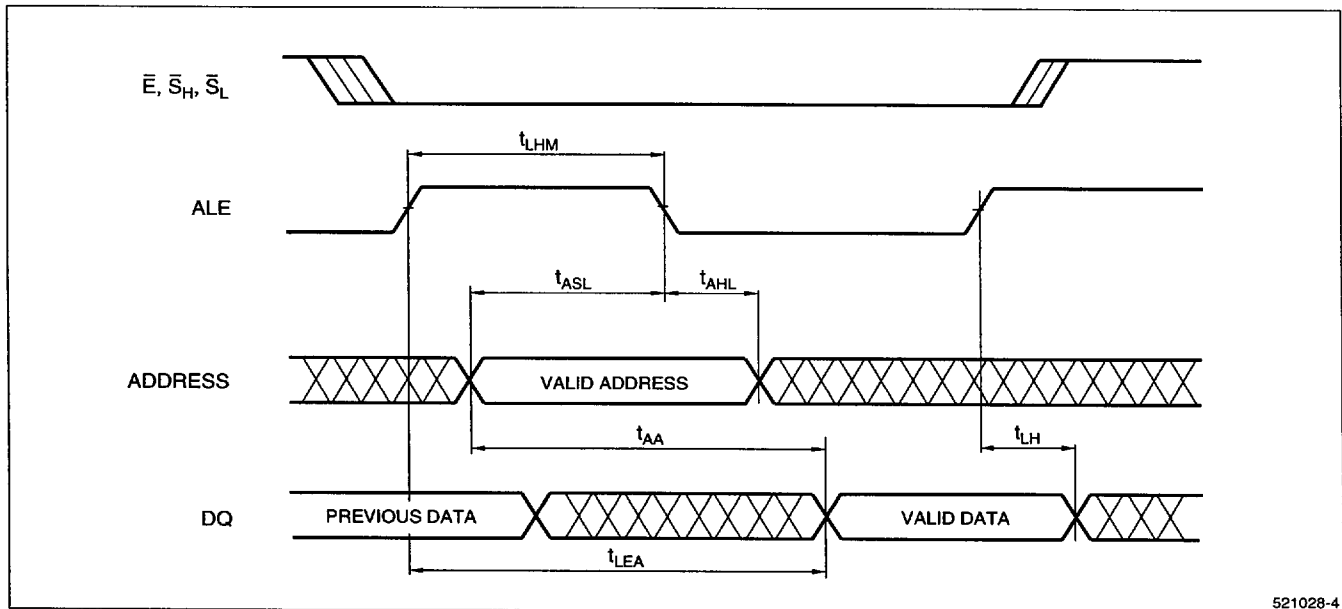 Ē, S̄H, S̄L
tLHM
ALE
tASL
tAHL
ADDRESS
VALID ADDRESS
tAA
tLH
DQ
PREVIOUS DATA
VALID DATA
tLEA
521028-4